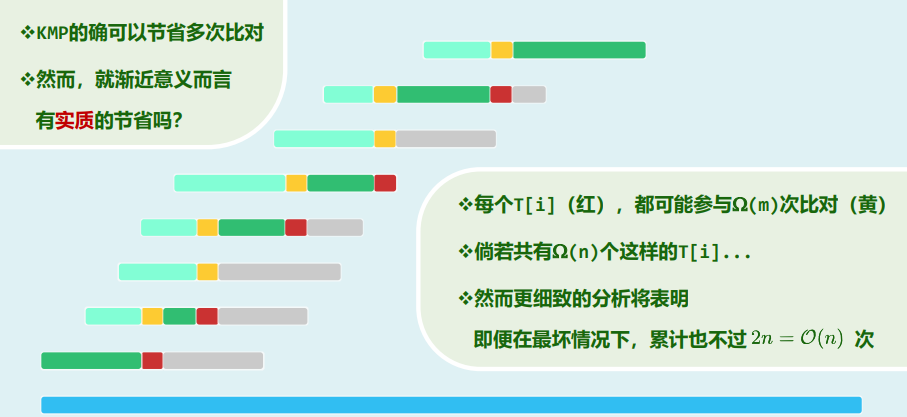 ❖KMP的确可以节省多次比对
❖然而，就渐近意义而言
有实质的节省吗？
❖每个T[i]（红），都可能参与Ω(m)次比对（黄）
❖倘若共有Ω(n)个这样的T[i]...
❖然而更细致的分析将表明
即便在最坏情况下，累计也不过 2n = O(n) 次